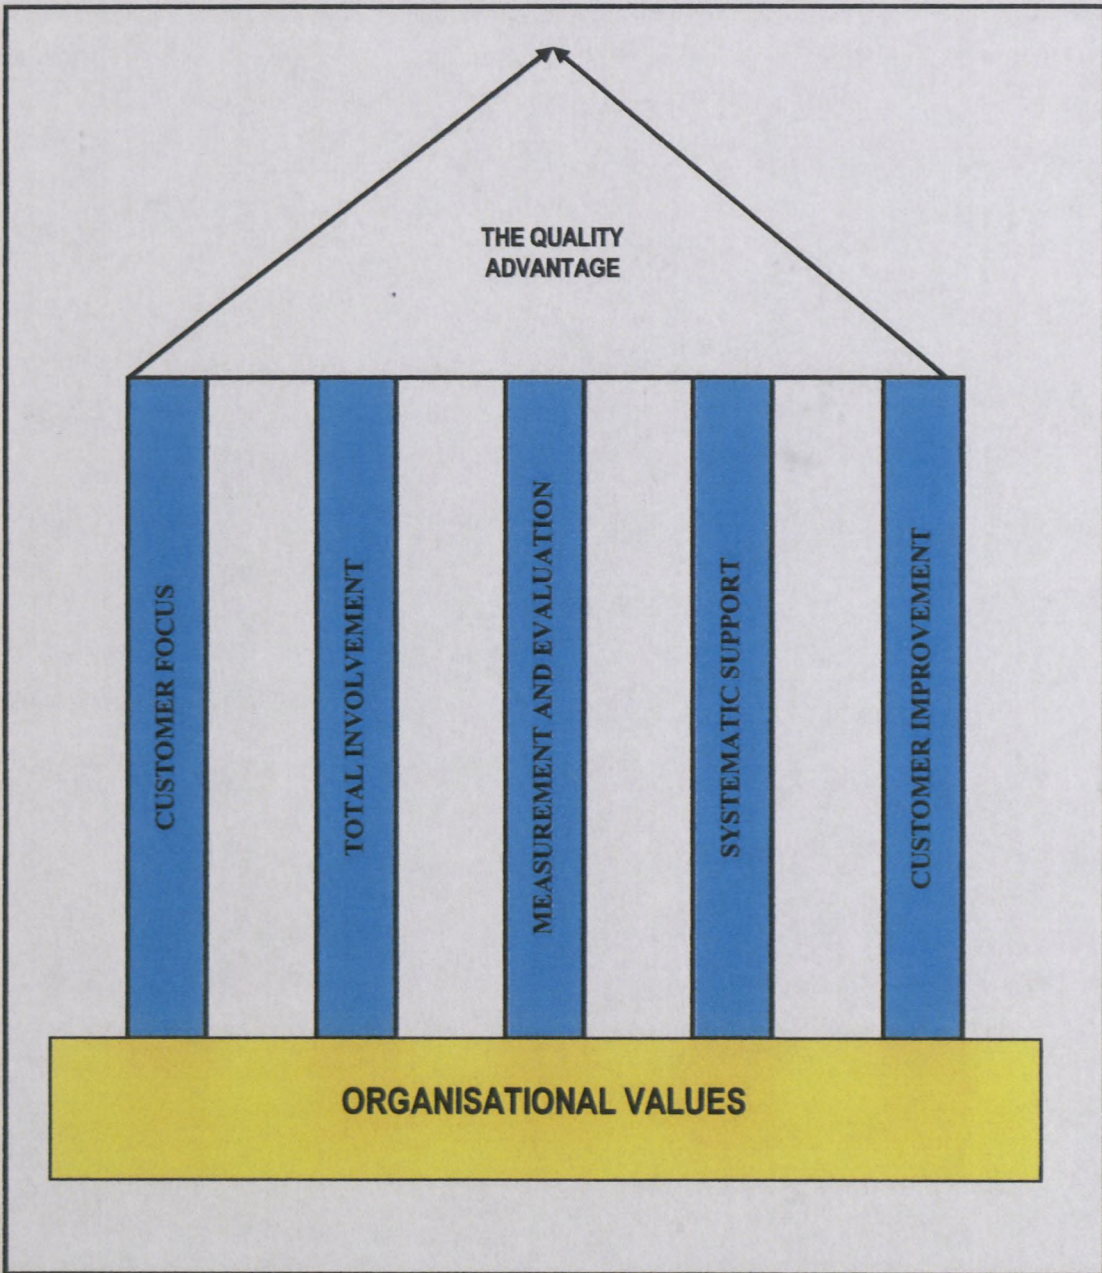 THE QUALITY
ADVANTAGE
CUSTOMER FOCUS
TOTAL INVOLVEMENT
MEASUREMENT AND EVALUATION
SYSTEMATIC SUPPORT
CUSTOMER IMPROVEMENT
ORGANISATIONAL VALUES